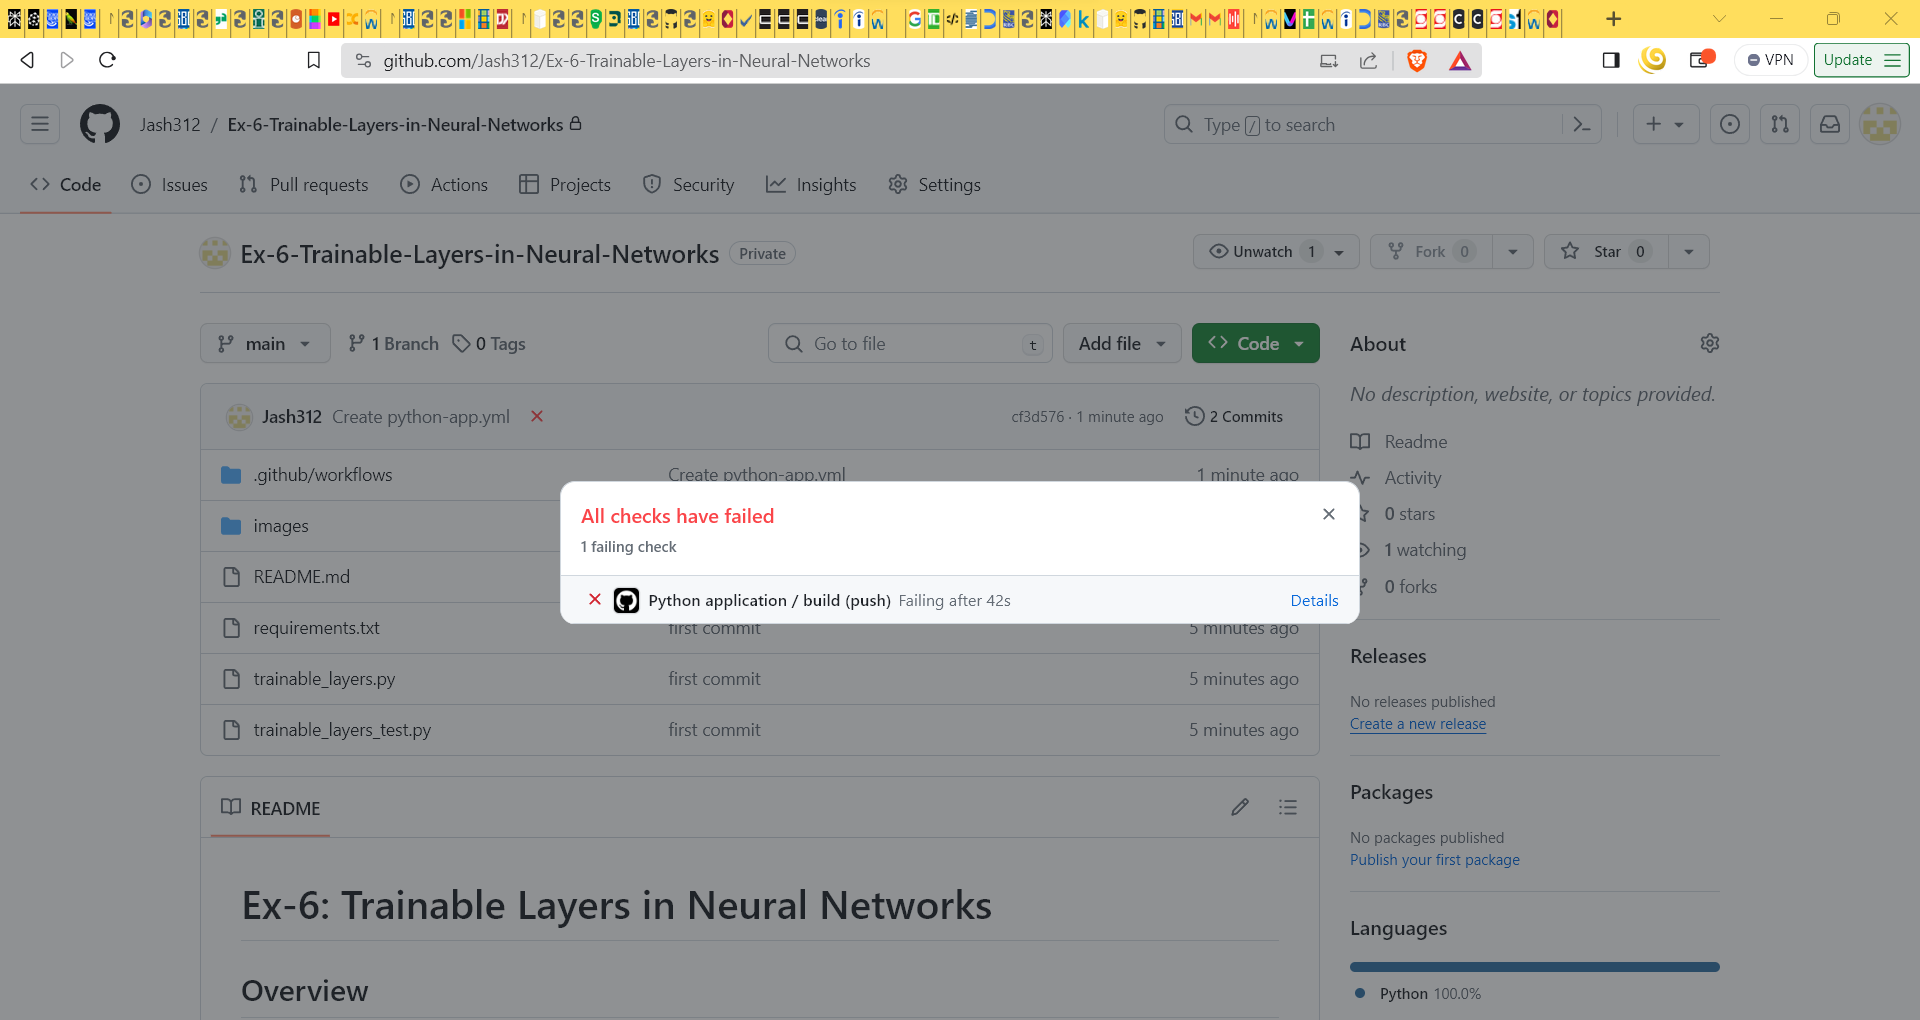 github.com/Jash312/Ex-6-Trainable-Layers-in-Neural-Networks
VPN
Update
Jash312 / Ex-6-Trainable-Layers-in-Neural-Networks
Type / to search
Code
Issues
Pull requests
Actions
Projects
Security
Insights
Settings
Ex-6-Trainable-Layers-in-Neural-Networks Private
Unwatch 1
Fork 0
Star 0
main
1 Branch
0 Tags
Go to file t
Add file
Code
About
No description, website, or topics provided.
Jash312 Create python-app.yml
cf3d576 · 1 minute ago
2 Commits
Readme
.github/workflows Create python-app.yml 1 minute ago
Activity
images
All checks have failed
0 stars
1 failing check
1 watching
README.md
0 forks
Python application / build (push) Failing after 42s Details
requirements.txt first commit 5 minutes ago
Releases
trainable_layers.py first commit 5 minutes ago
No releases published
Create a new release
trainable_layers_test.py first commit 5 minutes ago
Packages
README
No packages published
Publish your first package
Ex-6: Trainable Layers in Neural Networks
Languages
Overview
Python 100.0%